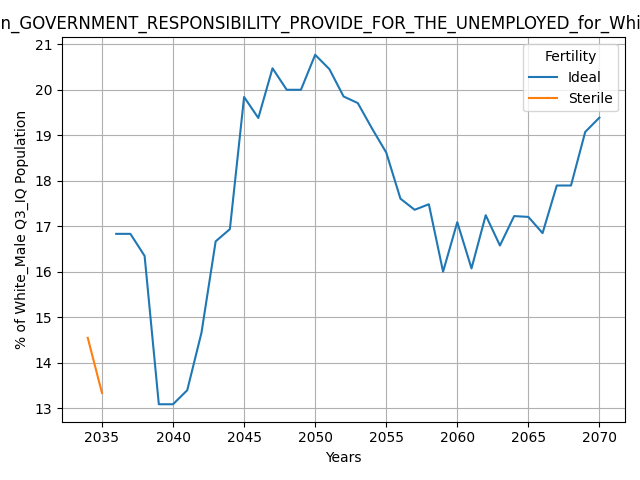 n_GOVERNMENT_RESPONSIBILITY_PROVIDE_FOR_THE_UNEMPLOYED_for_Whi
Fertility
Ideal
Sterile
% of White_Male Q3_IQ Population
21
20
19
18
17
16
15
14
13
2035 2040 2045 2050 2055 2060 2065 2070
Years